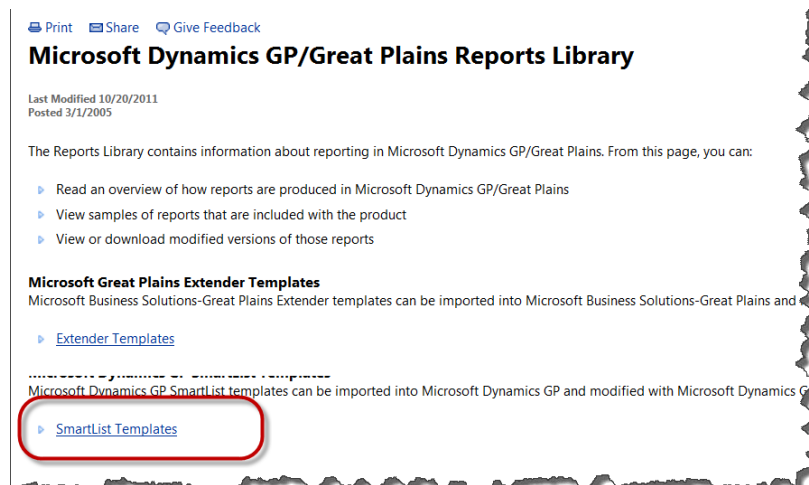 Print Share Give Feedback
Microsoft Dynamics GP/Great Plains Reports Library
Last Modified 10/20/2011
Posted 3/1/2005
The Reports Library contains information about reporting in Microsoft Dynamics GP/Great Plains. From this page, you can:
Read an overview of how reports are produced in Microsoft Dynamics GP/Great Plains
View samples of reports that are included with the product
View or download modified versions of those reports
Microsoft Great Plains Extender Templates
Microsoft Business Solutions-Great Plains Extender templates can be imported into Microsoft Business Solutions-Great Plains and
Extender Templates
Microsoft Dynamics GP SmartList Templates
Microsoft Dynamics GP SmartList templates can be imported into Microsoft Dynamics GP and modified with Microsoft Dynamics G
SmartList Templates